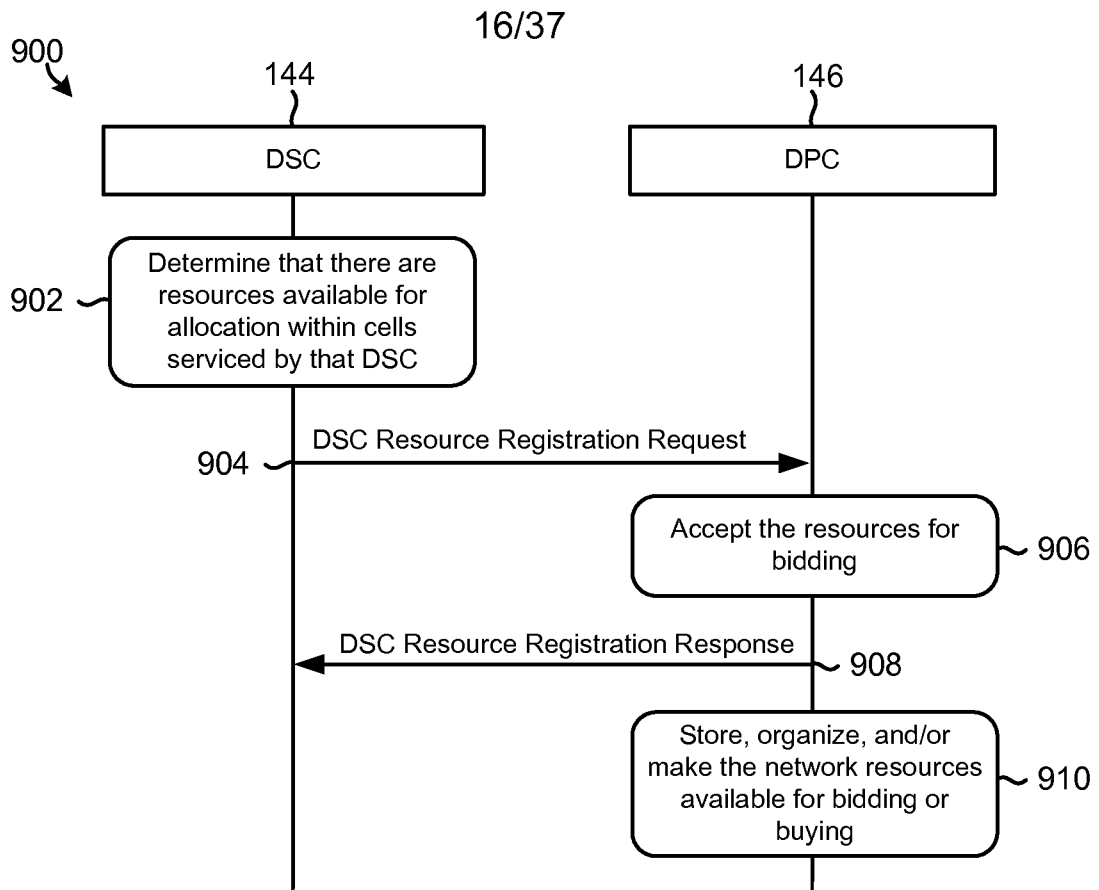 16/37
900
144
146
DSC
DPC
902
Determine that there are
resources available for
allocation within cells
serviced by that DSC
DSC Resource Registration Request
904
Accept the resources for
bidding
906
DSC Resource Registration Response
908
Store, organize, and/or
make the network resources
available for bidding or
buying
910